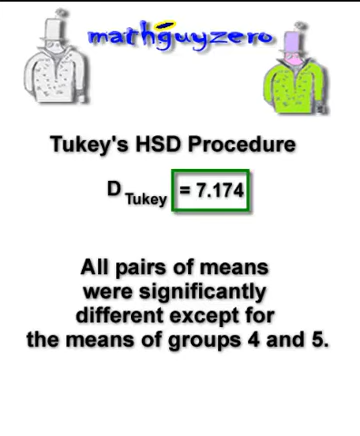 mathguyzero
Tukey's HSD Procedure
D Tukey = 7.174
All pairs of means
were significantly
different except for
the means of groups 4 and 5.